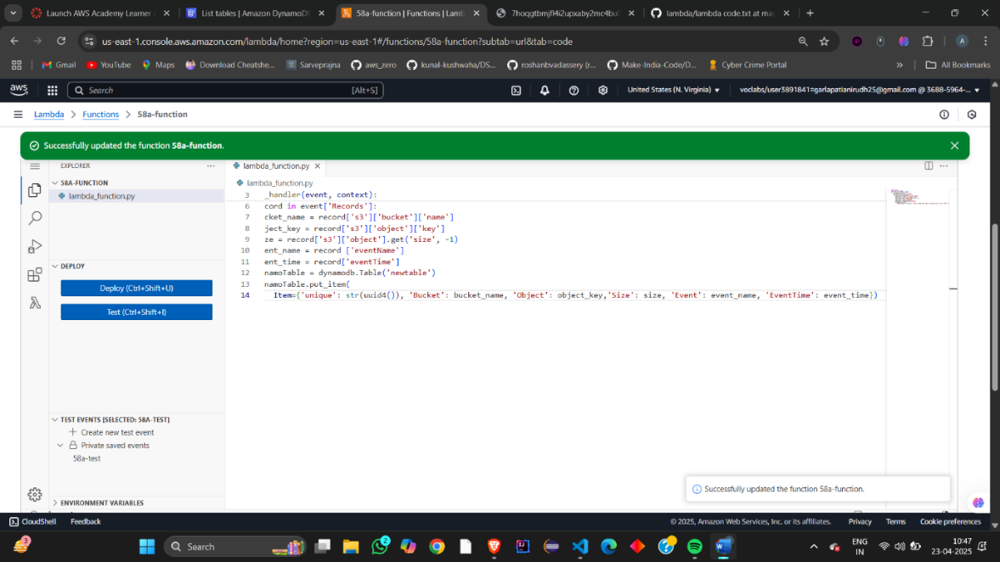 Launch AWS Academy Learner
List tables | Amazon DynamoDB
58a-function | Functions | Lamb
7hoqgtbmjfl4i2upxaby2mc4bu
lambda/lambda code.txt at mas
us-east-1.console.aws.amazon.com/lambda/home?region=us-east-1#/functions/58a-function?subtab=url&tab=code
A
Gmail
YouTube
Maps
Download Cheatshe...
Sarveprajna
aws_zero
kunal-kushwaha/DS...
roshanbvadassery (r...
Make-India-Code/D...
Cyber Crime Portal
»
All Bookmarks
aws
Search
[Alt+S]
United States (N. Virginia)
voclabs/user3891841=garlapatianirudh25@gmail.com @ 3688-5964-...
Lambda > Functions > 58a-function
Successfully updated the function 58a-function.
EXPLORER
lambda_function.py
58A-FUNCTION
lambda_function.py
lambda_function.py
3 _handler(event, context):
6 cord in event['Records']:
7 cket_name = record['s3']['bucket']['name']
8 ject_key = record['s3']['object']['key']
9 ze = record['s3']['object'].get('size', -1)
10 ent_name = record ['eventName']
11 ent_time = record['eventTime']
12 namoTable = dynamodb.Table('newtable')
13 namoTable.put_item(
14 Item={'unique': str(uuid4()), 'Bucket': bucket_name, 'Object': object_key,'Size': size, 'Event': event_name, 'EventTime': event_time})
DEPLOY
Deploy (Ctrl+Shift+U)
Test (Ctrl+Shift+I)
TEST EVENTS [SELECTED: 58A-TEST]
Create new test event
Private saved events
58a-test
ENVIRONMENT VARIABLES
Successfully updated the function 58a-function.
CloudShell
Feedback
© 2025, Amazon Web Services, Inc. or its affiliates.
Privacy
Terms
Cookie preferences
3
Search
2
ENG
IN
10:47
23-04-2025